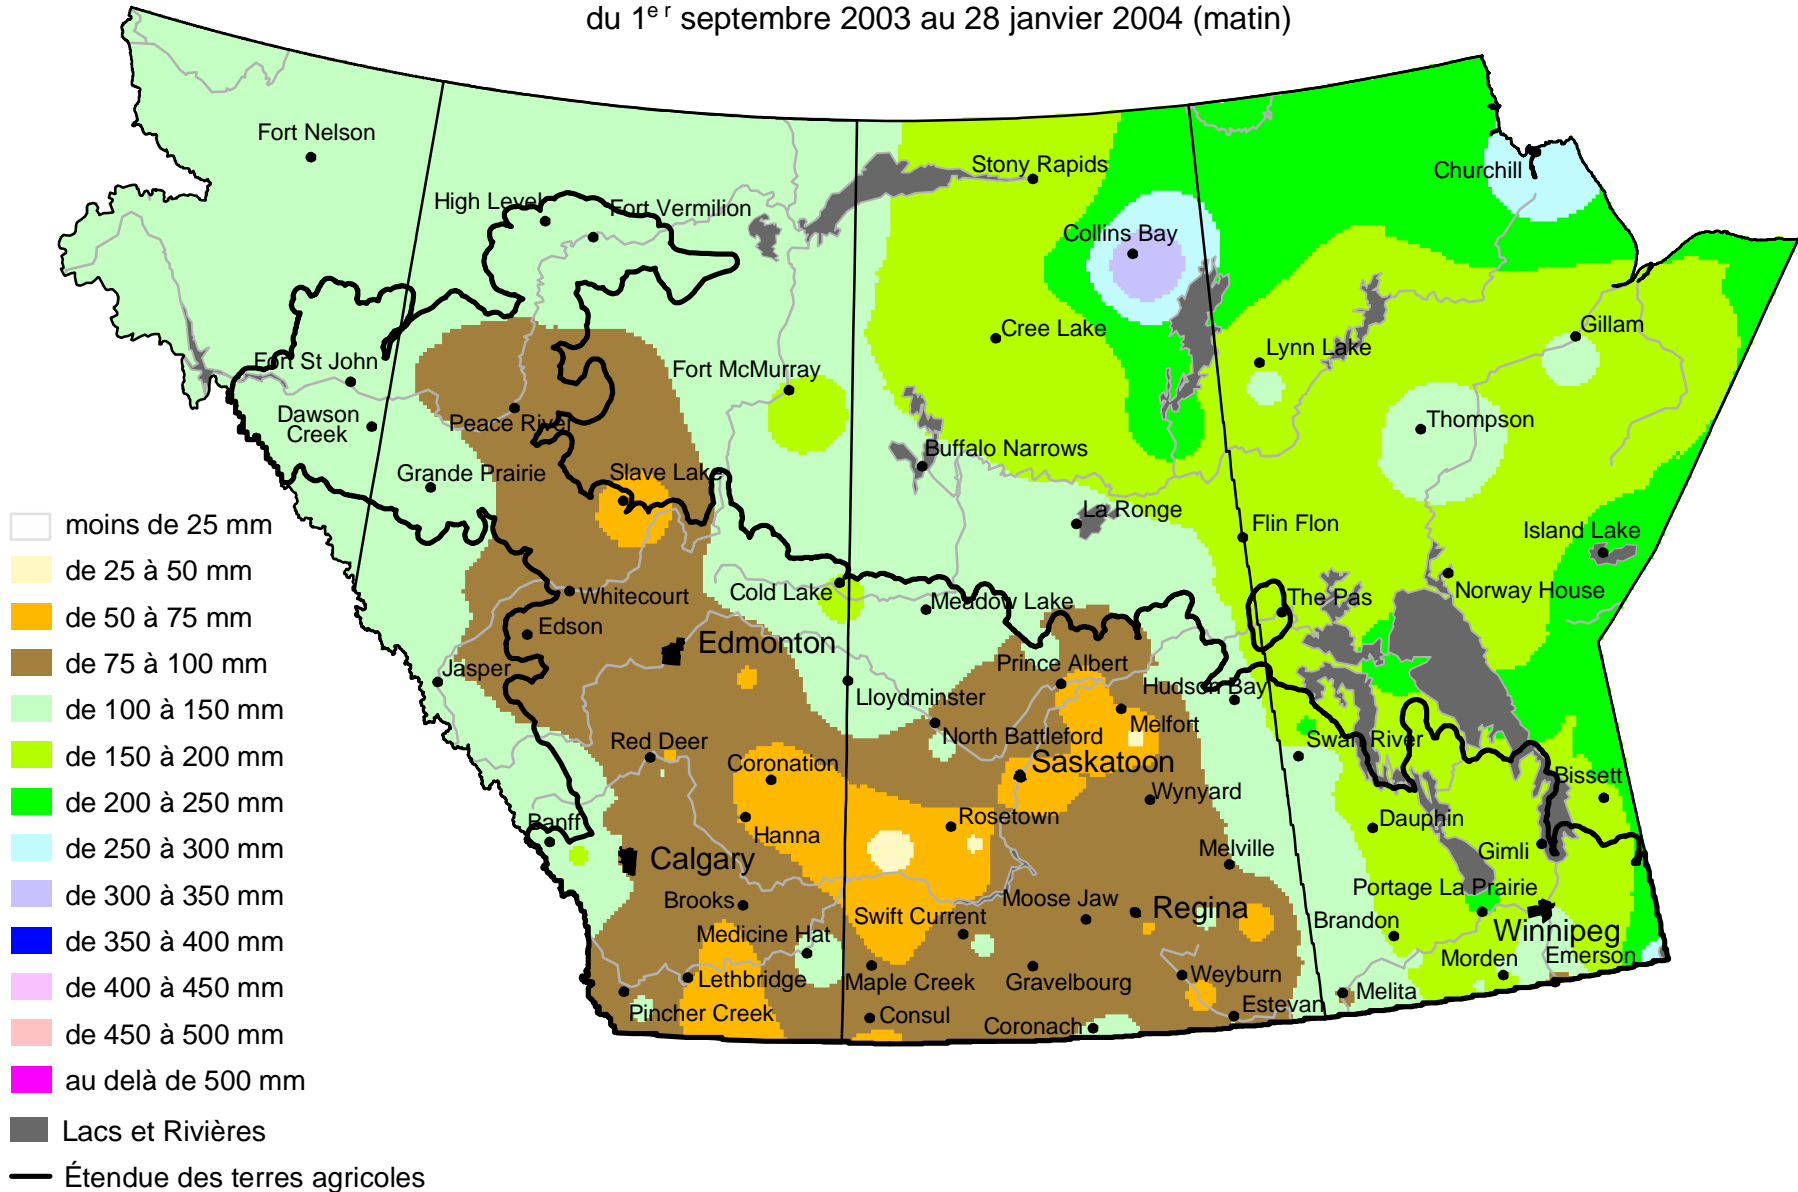 du 1er septembre 2003 au 28 janvier 2004 (matin)
Fort Nelson
Stony Rapids
Churchill
High Level
Fort Vermilion
Collins Bay
Cree Lake
Gillam
Lynn Lake
Fort St John
Fort McMurray
Dawson
Creek
Peace River
Thompson
Buffalo Narrows
Grande Prairie
Slave Lake
La Ronge
Flin Flon
Island Lake
Whitecourt
Cold Lake
Meadow Lake
The Pas
Norway House
Edson
Edmonton
Prince Albert
Jasper
Lloydminster
Hudson Bay
Melfort
North Battleford
Red Deer
Swan River
Coronation
Saskatoon
Bissett
Wynyard
Banff
Hanna
Rosetown
Dauphin
Calgary
Melville
Gimli
Brooks
Portage La Prairie
Swift Current
Moose Jaw
Regina
Brandon
Medicine Hat
Winnipeg
Lethbridge
Maple Creek
Gravelbourg
Weyburn
Morden
Emerson
Pincher Creek
Consul
Coronach
Estevan
Melita
moins de 25 mm
de 25 à 50 mm
de 50 à 75 mm
de 75 à 100 mm
de 100 à 150 mm
de 150 à 200 mm
de 200 à 250 mm
de 250 à 300 mm
de 300 à 350 mm
de 350 à 400 mm
de 400 à 450 mm
de 450 à 500 mm
au delà de 500 mm
Lacs et Rivières
Étendue des terres agricoles